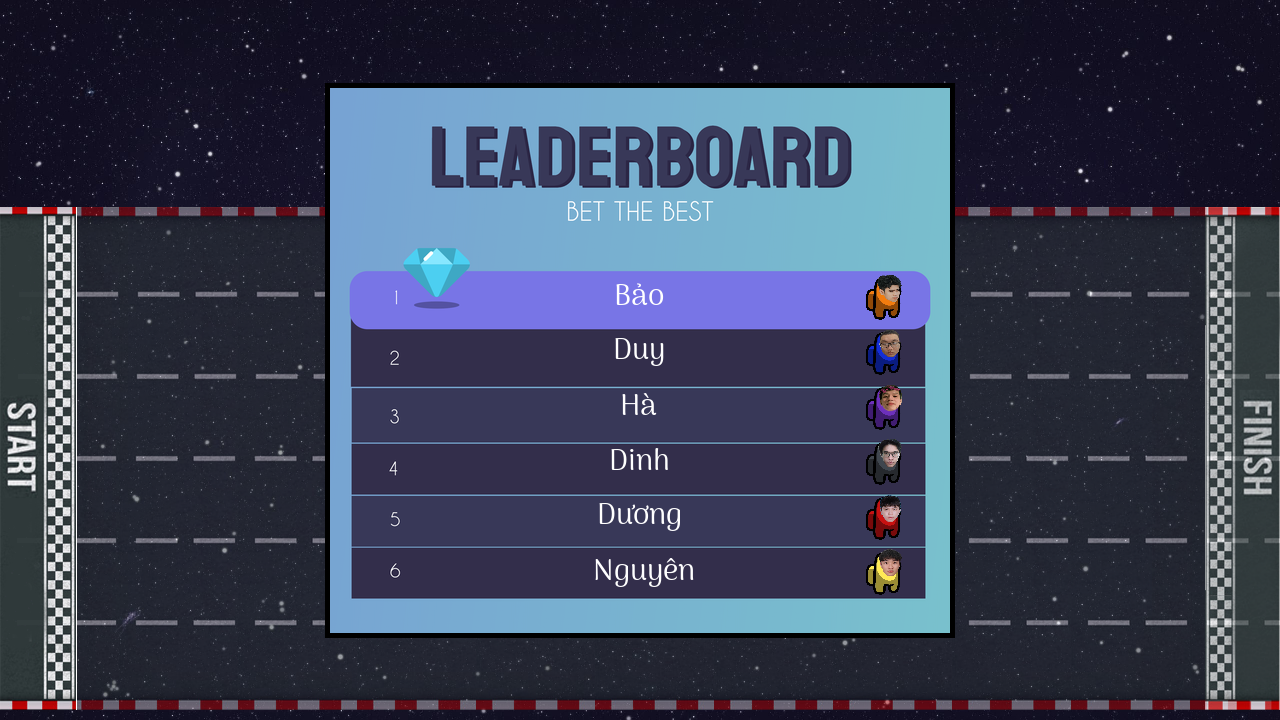 LEADERBOARD
BET THE BEST
1 Bảo
2 Duy
3 Hà
4 Dinh
5 Dương
6 Nguyên
START
FINISH